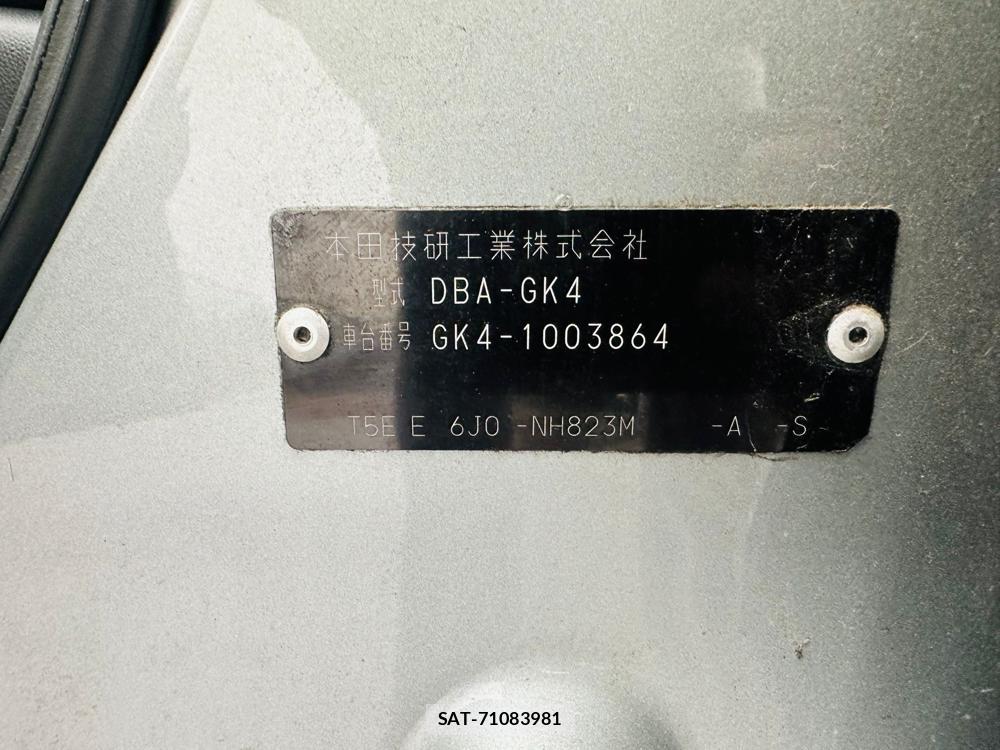 本田技研工業株式会社
型式 DBA-GK4
車台番号 GK4-1003864
T5E E 6J0 -NH823M -A -S
SAT-71083981